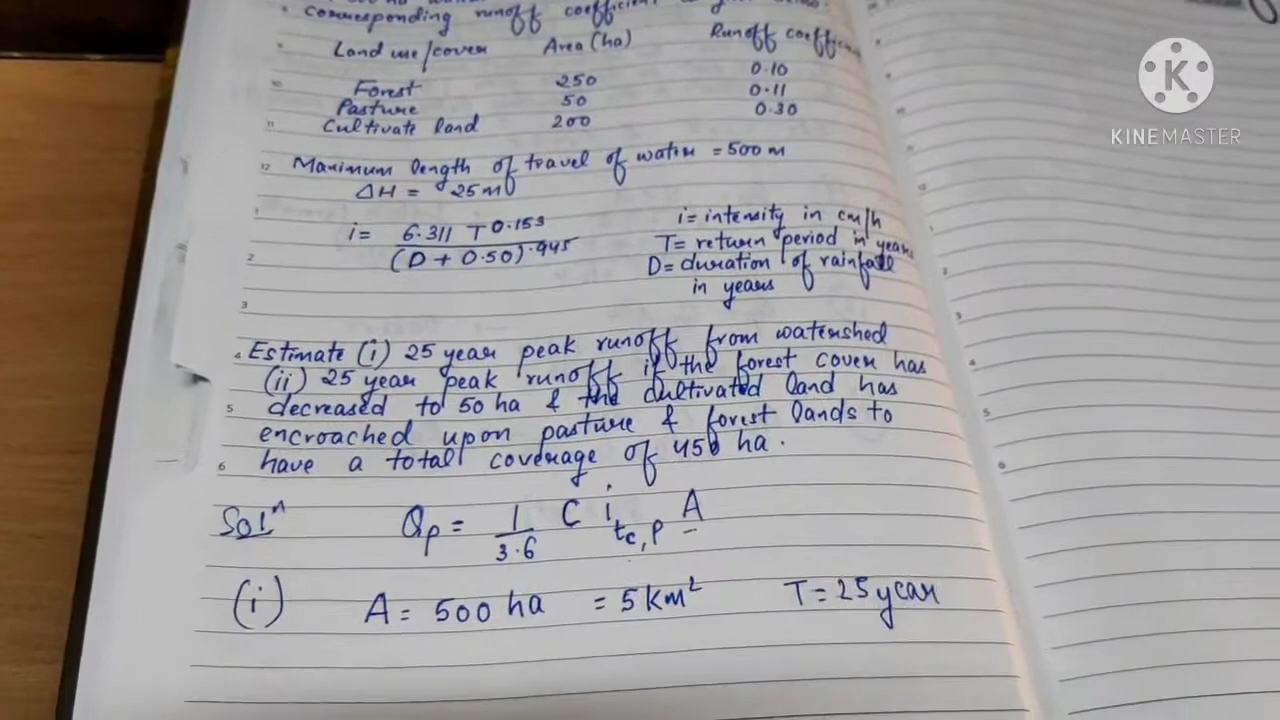 Corresponding runoff coefficient
Land use/cover Area (ha) Runoff
Forest 250 0.10
Pasture 50 0.11
Cultivate land 200 0.30
Maximum length of travel of water = 500 m
ΔH = 25 m
i = 6.311 T^0.153 / (D + 0.50)^.945
i = intensity in cm/h
T = return period in years
D = duration of rainfall
in years
Estimate (i) 25 year peak runoff from watershed
(ii) 25 year peak runoff if the forest cover has
decreased to 50 ha & the cultivated land has
encroached upon pasture & forest lands to
have a total coverage of 450 ha.
Solⁿ Qp = 1/3.6 C i tc,p A
(i) A = 500 ha = 5 km² T = 25 year
K
KINEMASTER